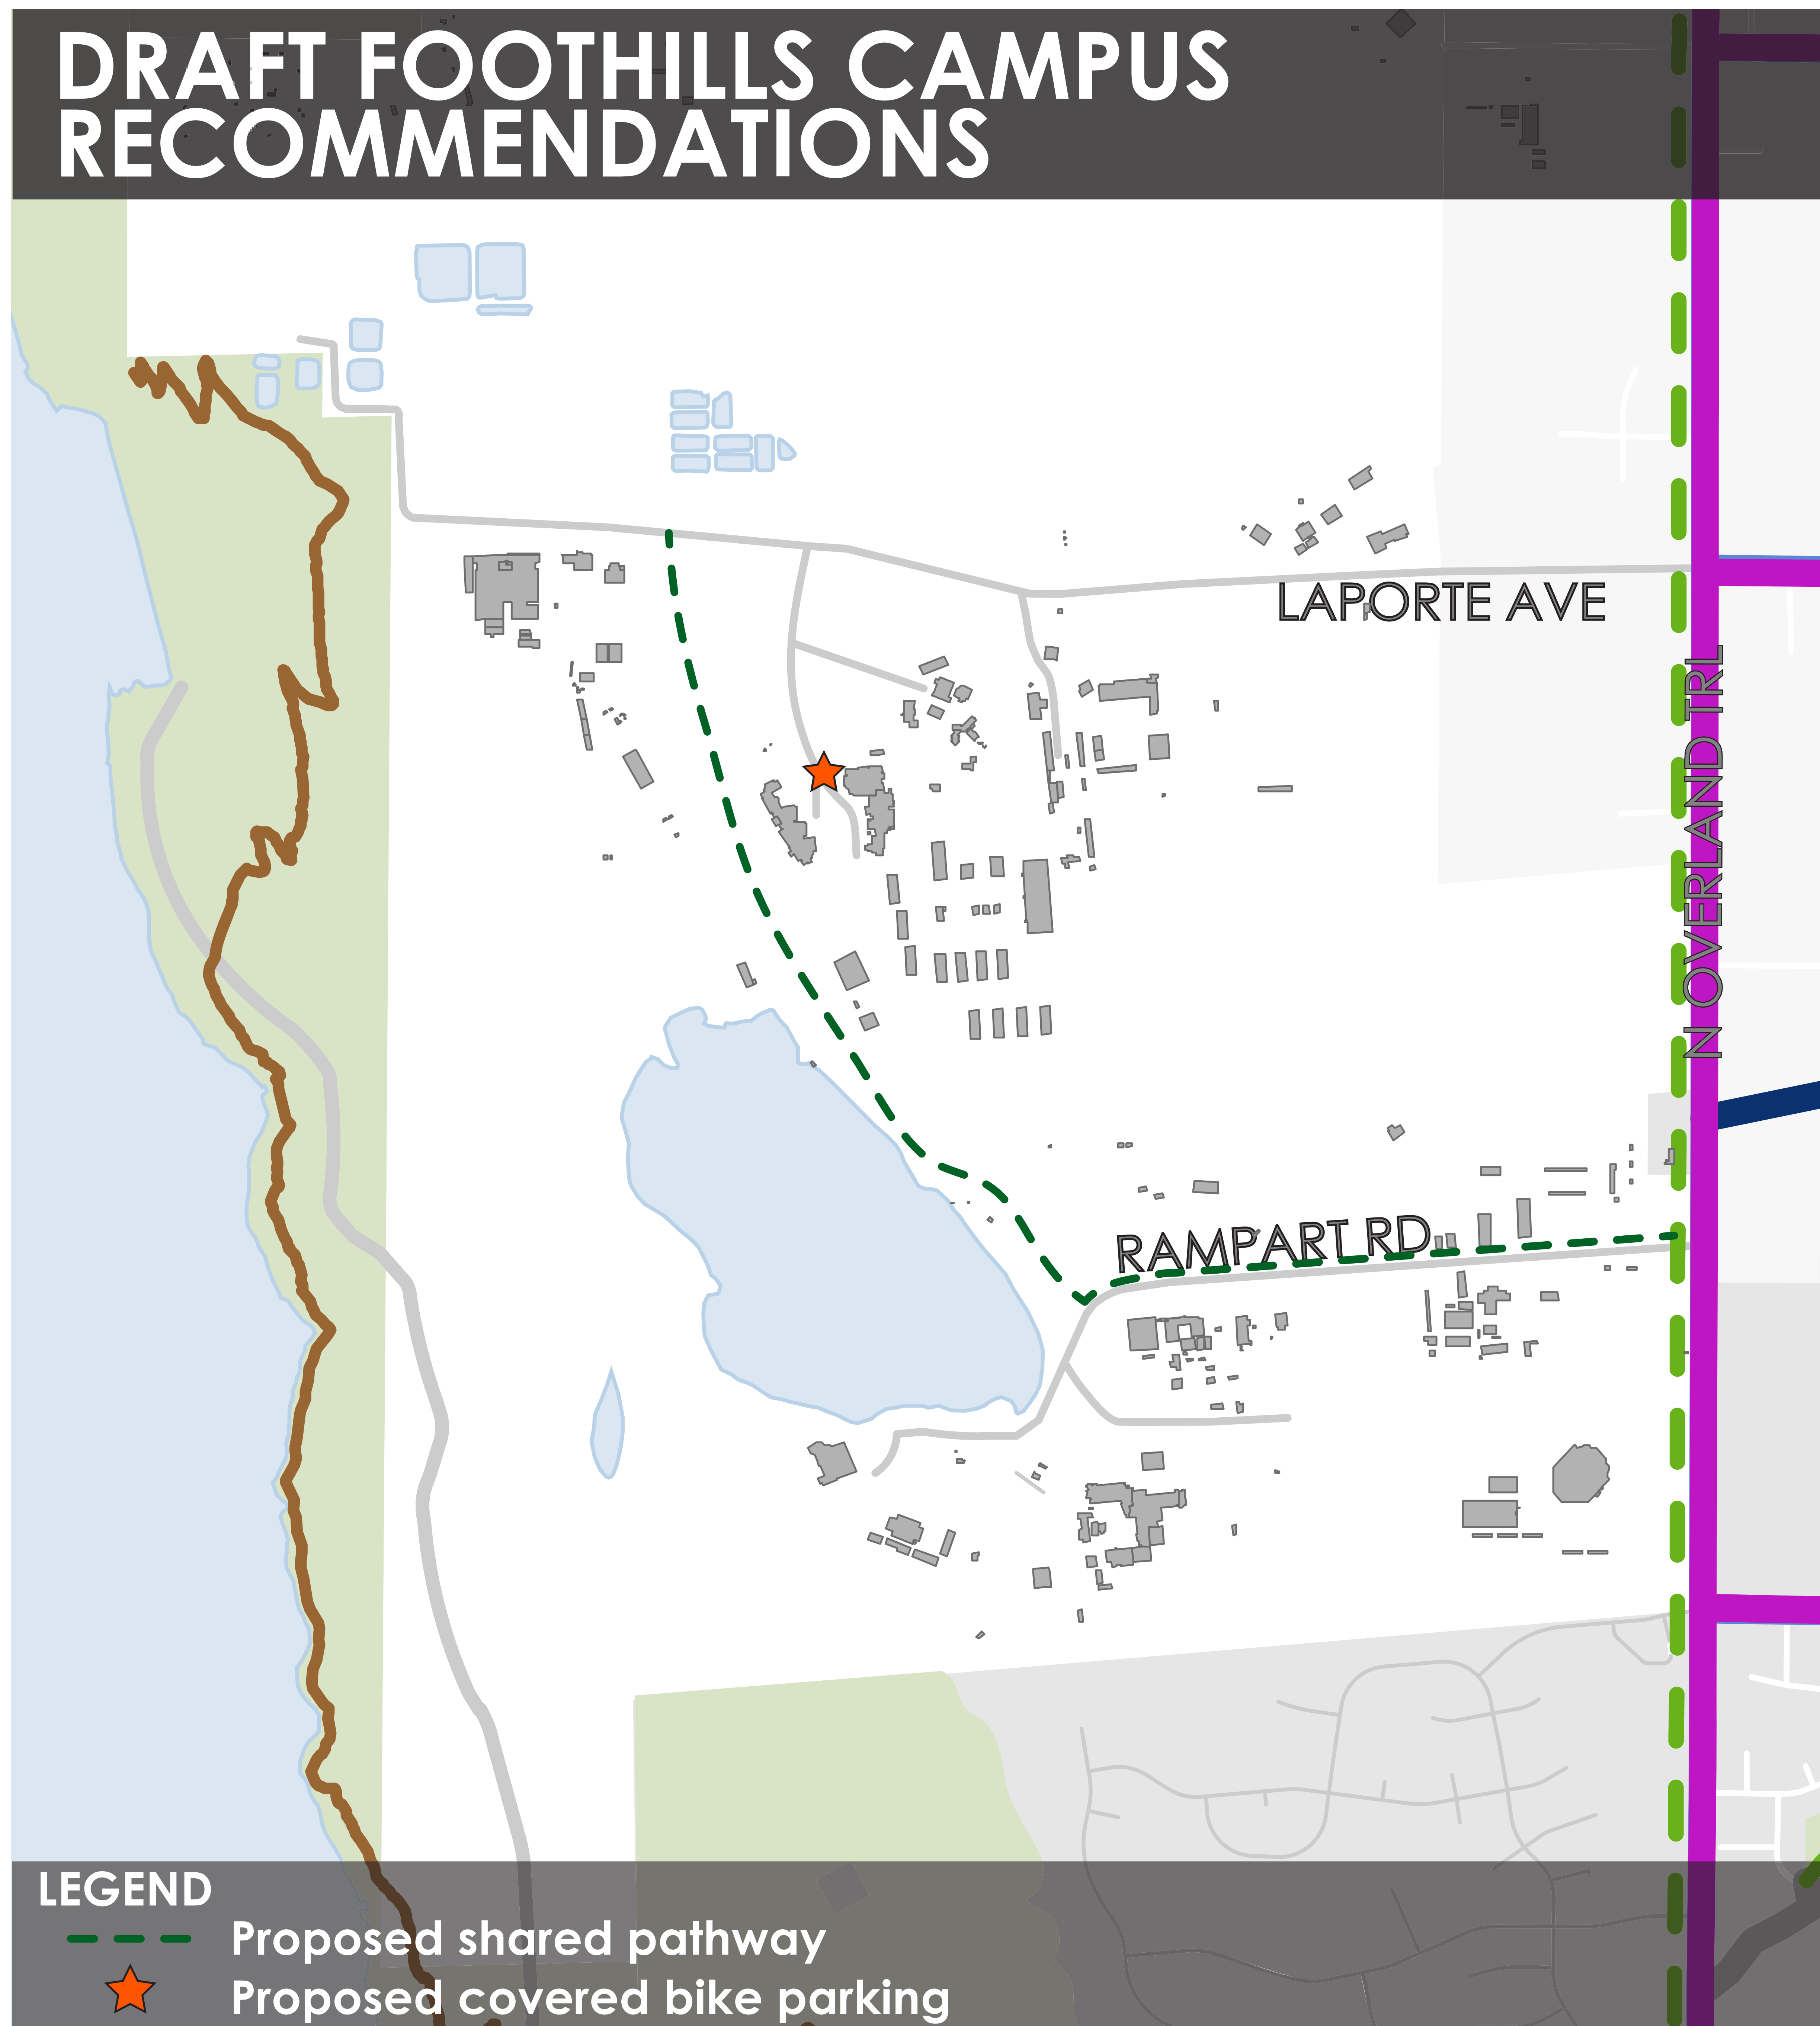 DRAFT FOOTHILLS CAMPUS
RECOMMENDATIONS
LAPORTE AVE
N OVERLAND TRL
RAMPART RD
LEGEND
Proposed shared pathway
Proposed covered bike parking